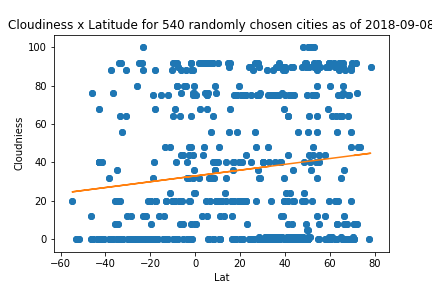 Cloudiness x Latitude for 540 randomly chosen cities as of 2018-09-08
Cloudniess
100
80
60
40
20
0
−60 −40 −20 0 20 40 60 80
Lat